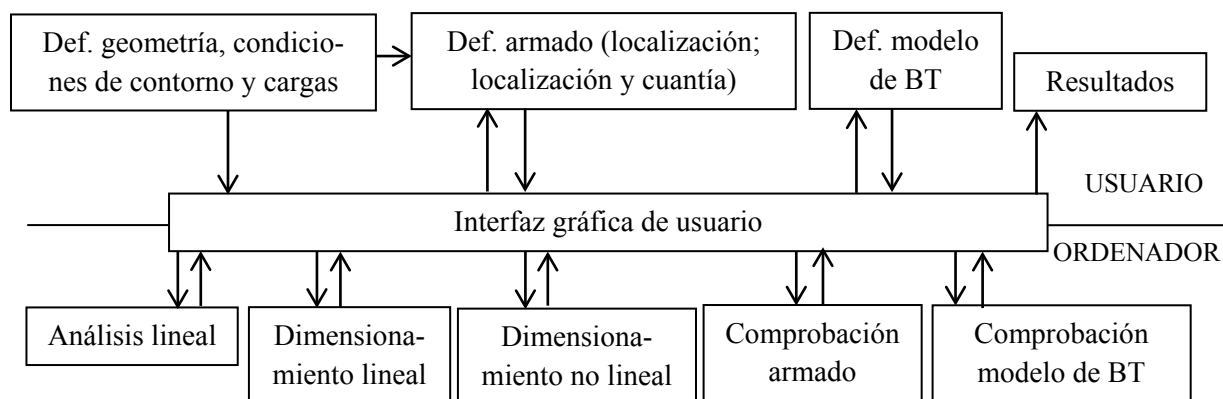 Def. geometría, condicio-
nes de contorno y cargas
Def. armado (localización;
localización y cuantía)
Def. modelo
de BT
Resultados
USUARIO
Interfaz gráfica de usuario
ORDENADOR
Análisis lineal
Dimensiona-
miento lineal
Dimensiona-
miento no lineal
Comprobación
armado
Comprobación
modelo de BT